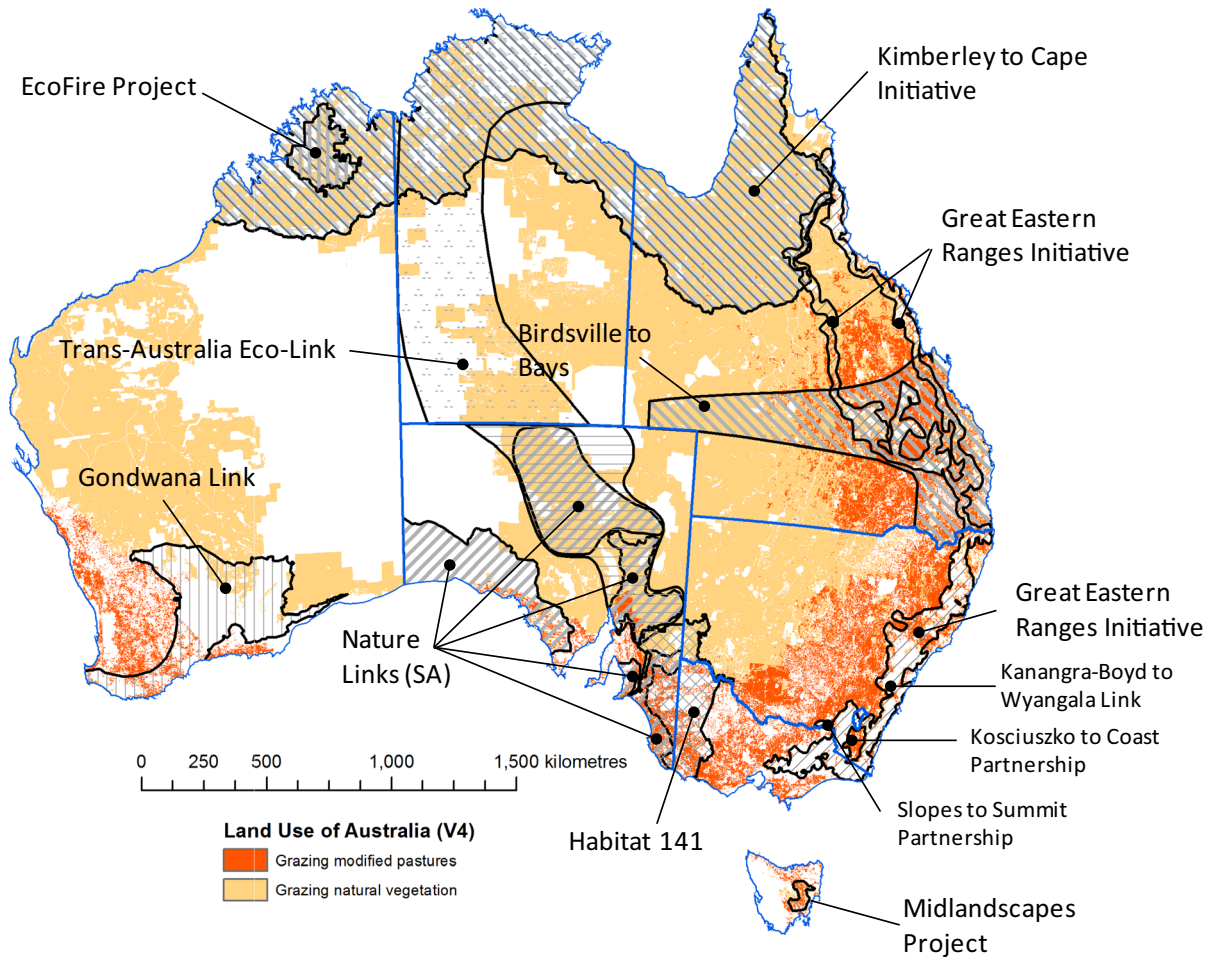 Kimberley to Cape
Initiative
EcoFire Project
Great Eastern
Ranges Initiative
Birdsville to
Bays
Trans-Australia Eco-Link
Gondwana Link
Great Eastern
Ranges Initiative
Nature
Links (SA)
Kanangra-Boyd to
Wyangala Link
Kosciuszko to Coast
Partnership
0 250 500 1,000 1,500 kilometres
Slopes to Summit
Partnership
Land Use of Australia (V4)
Habitat 141
Grazing modified pastures
Grazing natural vegetation
Midlandscapes
Project